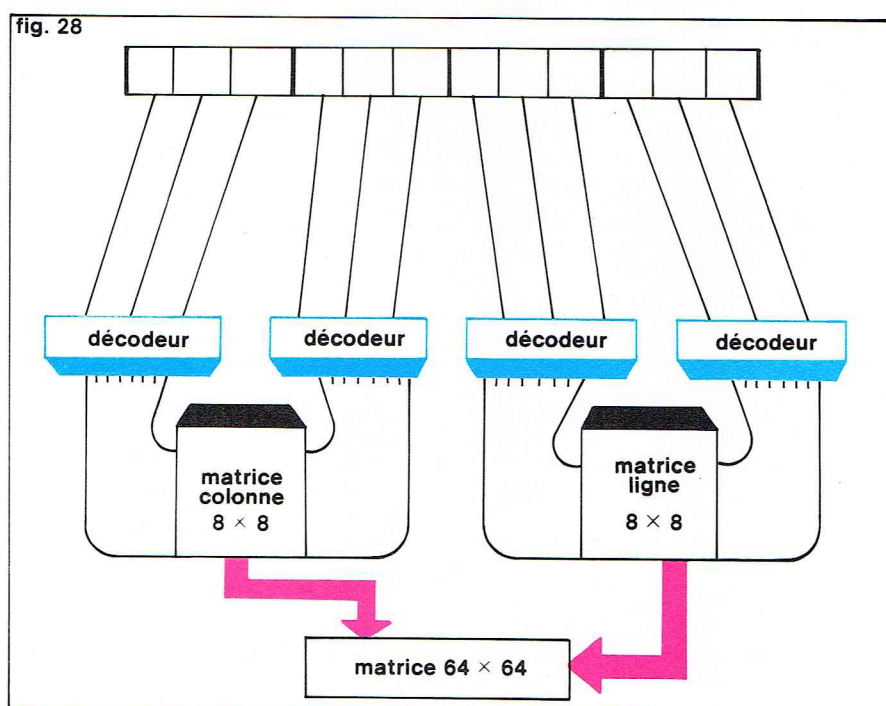 fig. 28
décodeur
décodeur
décodeur
décodeur
matrice
colonne
8 × 8
matrice
ligne
8 × 8
matrice 64 × 64